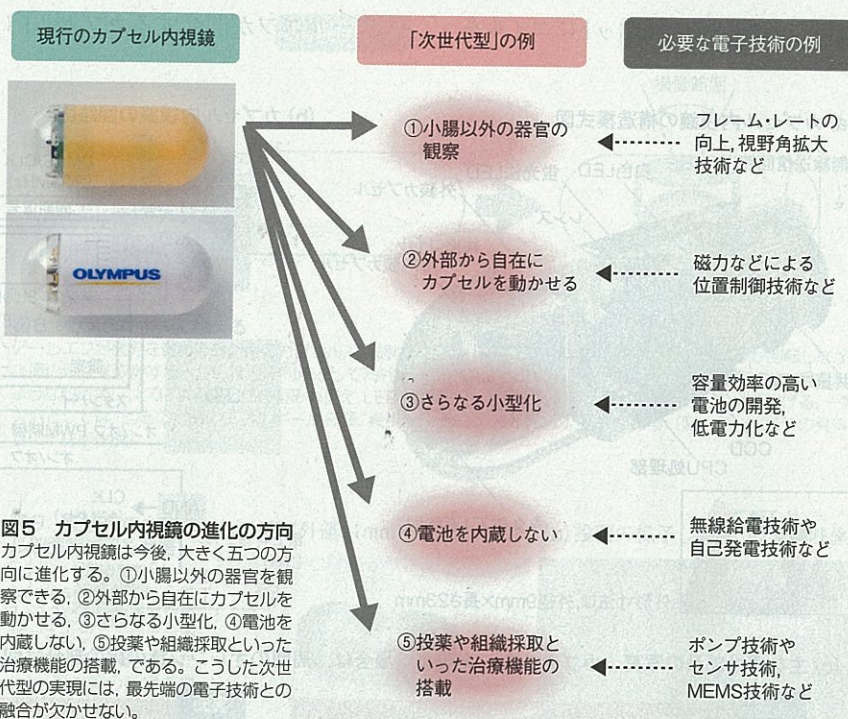 現行のカプセル内視鏡
「次世代型」の例
必要な電子技術の例
OLYMPUS
①小腸以外の器官の
観察
フレーム・レートの
向上,視野角拡大
技術など
②外部から自在に
カプセルを動かせる
磁力などによる
位置制御技術など
③さらなる小型化
容量効率の高い
電池の開発,
低電力化など
④電池を内蔵しない
無線給電技術や
自己発電技術など
⑤投薬や組織採取と
いった治療機能の
搭載
ポンプ技術や
センサ技術,
MEMS技術など
図5 カプセル内視鏡の進化の方向
カプセル内視鏡は今後,大きく五つの方
向に進化する。①小腸以外の器官を観
察できる,②外部から自在にカプセルを
動かせる,③さらなる小型化,④電池を
内蔵しない,⑤投薬や組織採取といった
治療機能の搭載,である。こうした次世
代型の実現には,最先端の電子技術との
融合が欠かせない。